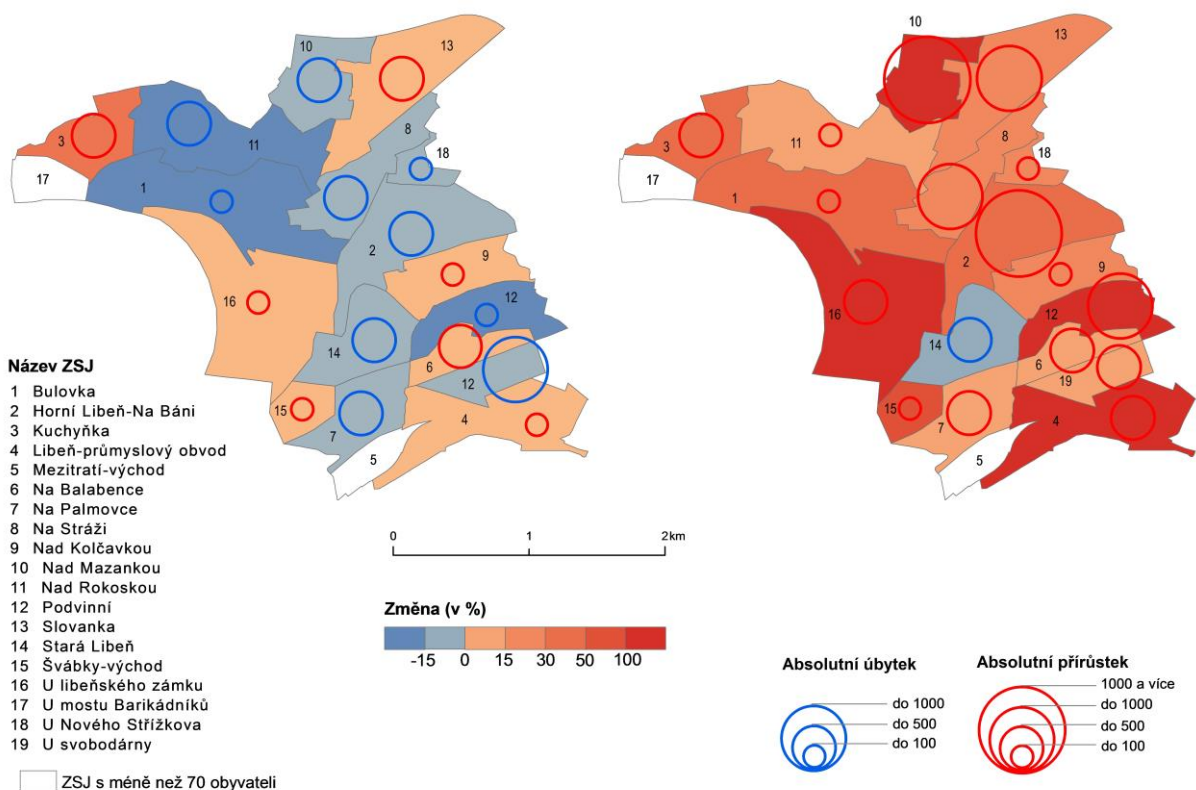 10
13
3
11
8
18
17
1
2
9
16
12
14
6
12
15
7
4
5
10
13
3
11
8
18
17
1
2
9
16
12
14
6
19
15
7
4
5
Název ZSJ
1 Bulovka
2 Horní Libeň-Na Báni
3 Kuchyňka
4 Libeň-průmyslový obvod
5 Mezitratí-východ
6 Na Balabence
7 Na Palmovce
8 Na Stráži
9 Nad Kolčavkou
10 Nad Mazankou
11 Nad Rokoskou
12 Podvinní
13 Slovanka
14 Stará Libeň
15 Švábky-východ
16 U libeňského zámku
17 U mostu Barikádníků
18 U Nového Střížkova
19 U svobodárny
ZSJ s méně než 70 obyvateli
0 1 2 km
Změna (v %)
-15 0 15 30 50 100
Absolutní úbytek
do 1000
do 500
do 100
Absolutní přírůstek
1000 a více
do 1000
do 500
do 100